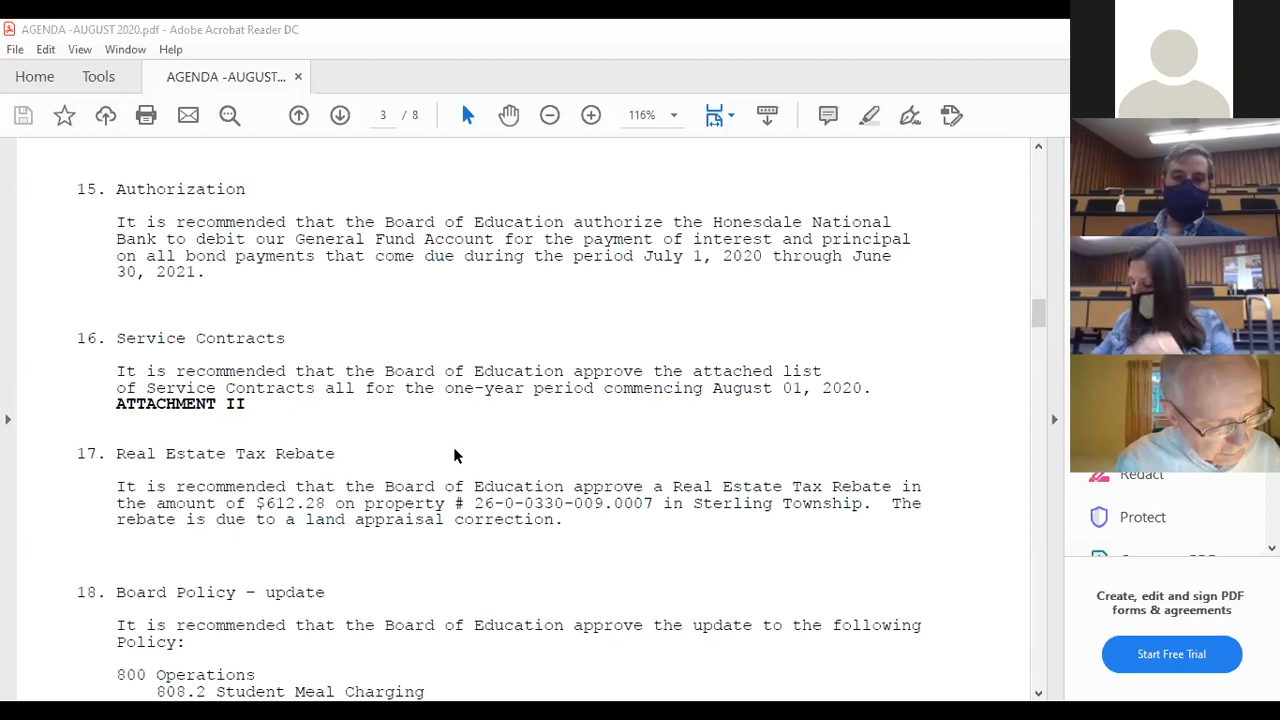 AGENDA -AUGUST 2020.pdf - Adobe Acrobat Reader DC
File Edit View Window Help
Home Tools AGENDA -AUGUST... ×
3 / 8 116%
15. Authorization
It is recommended that the Board of Education authorize the Honesdale National
Bank to debit our General Fund Account for the payment of interest and principal
on all bond payments that come due during the period July 1, 2020 through June
30, 2021.
16. Service Contracts
It is recommended that the Board of Education approve the attached list
of Service Contracts all for the one-year period commencing August 01, 2020.
ATTACHMENT II
17. Real Estate Tax Rebate
It is recommended that the Board of Education approve a Real Estate Tax Rebate in
the amount of $612.28 on property # 26-0-0330-009.0007 in Sterling Township. The
rebate is due to a land appraisal correction.
18. Board Policy - update
It is recommended that the Board of Education approve the update to the following
Policy:
800 Operations
808.2 Student Meal Charging
Redact
Protect
Create, edit and sign PDF
forms & agreements
Start Free Trial